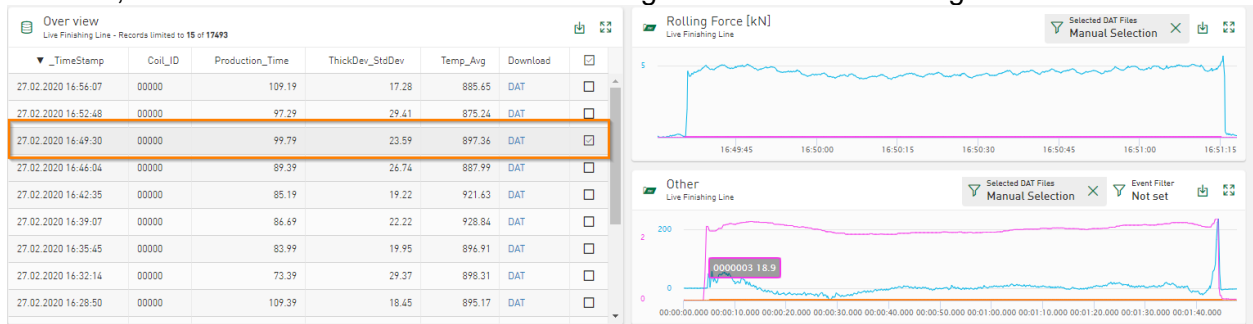 Over view
Live Finishing Line - Records limited to 15 of 17493
▼ _TimeStamp Coil_ID Production_Time ThickDev_StdDev Temp_Avg Download
27.02.2020 16:56:07 00000 109.19 17.28 885.65 DAT
27.02.2020 16:52:48 00000 97.29 29.41 875.24 DAT
27.02.2020 16:49:30 00000 99.79 23.59 897.36 DAT
27.02.2020 16:46:04 00000 89.39 26.74 887.99 DAT
27.02.2020 16:42:35 00000 85.19 19.22 921.63 DAT
27.02.2020 16:39:07 00000 86.69 22.22 928.84 DAT
27.02.2020 16:35:45 00000 83.99 19.95 896.91 DAT
27.02.2020 16:32:14 00000 73.39 29.37 898.31 DAT
27.02.2020 16:28:50 00000 109.39 18.45 895.17 DAT
Rolling Force [kN]
Live Finishing Line
Selected DAT Files
Manual Selection
5
16:49:45 16:50:00 16:50:15 16:50:30 16:50:45 16:51:00 16:51:15
Other
Live Finishing Line
Selected DAT Files
Manual Selection
Event Filter
Not set
200
2
0000003 18.9
0
0
00:00:00.000 00:00:10.000 00:00:20.000 00:00:30.000 00:00:40.000 00:00:50.000 00:01:00.000 00:01:10.000 00:01:20.000 00:01:30.000 00:01:40.000